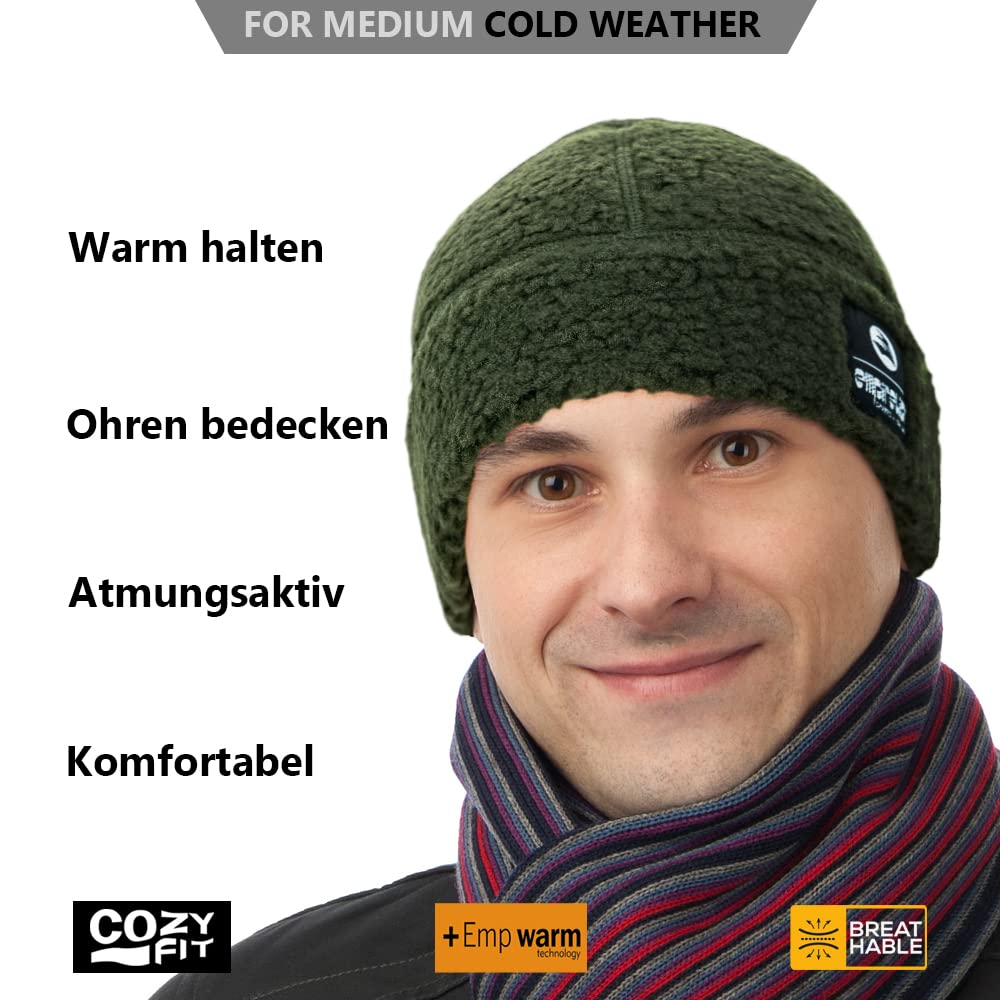 FOR MEDIUM COLD WEATHER
Warm halten
Ohren bedecken
Atmungsaktiv
Komfortabel
COZY
FIT
+Emp warm
technology
BREAT
HABLE